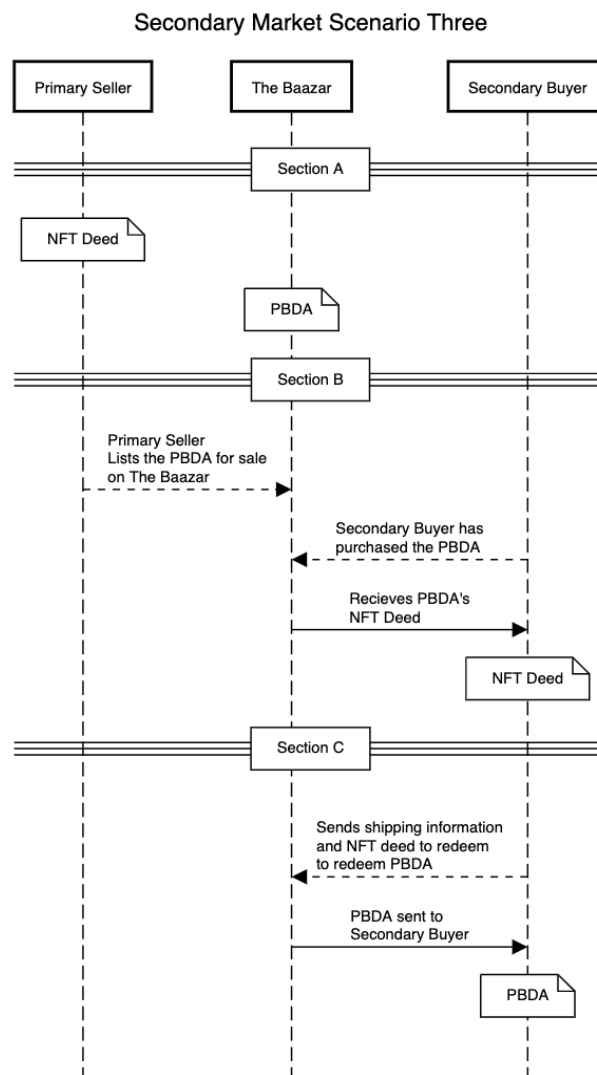 Secondary Market Scenario Three
Primary Seller
The Baazar
Secondary Buyer
Section A
NFT Deed
PBDA
Section B
Primary Seller
Lists the PBDA for sale
on The Baazar
Secondary Buyer has
purchased the PBDA
Recieves PBDA's
NFT Deed
NFT Deed
Section C
Sends shipping information
and NFT deed to redeem
to redeem PBDA
PBDA sent to
Secondary Buyer
PBDA